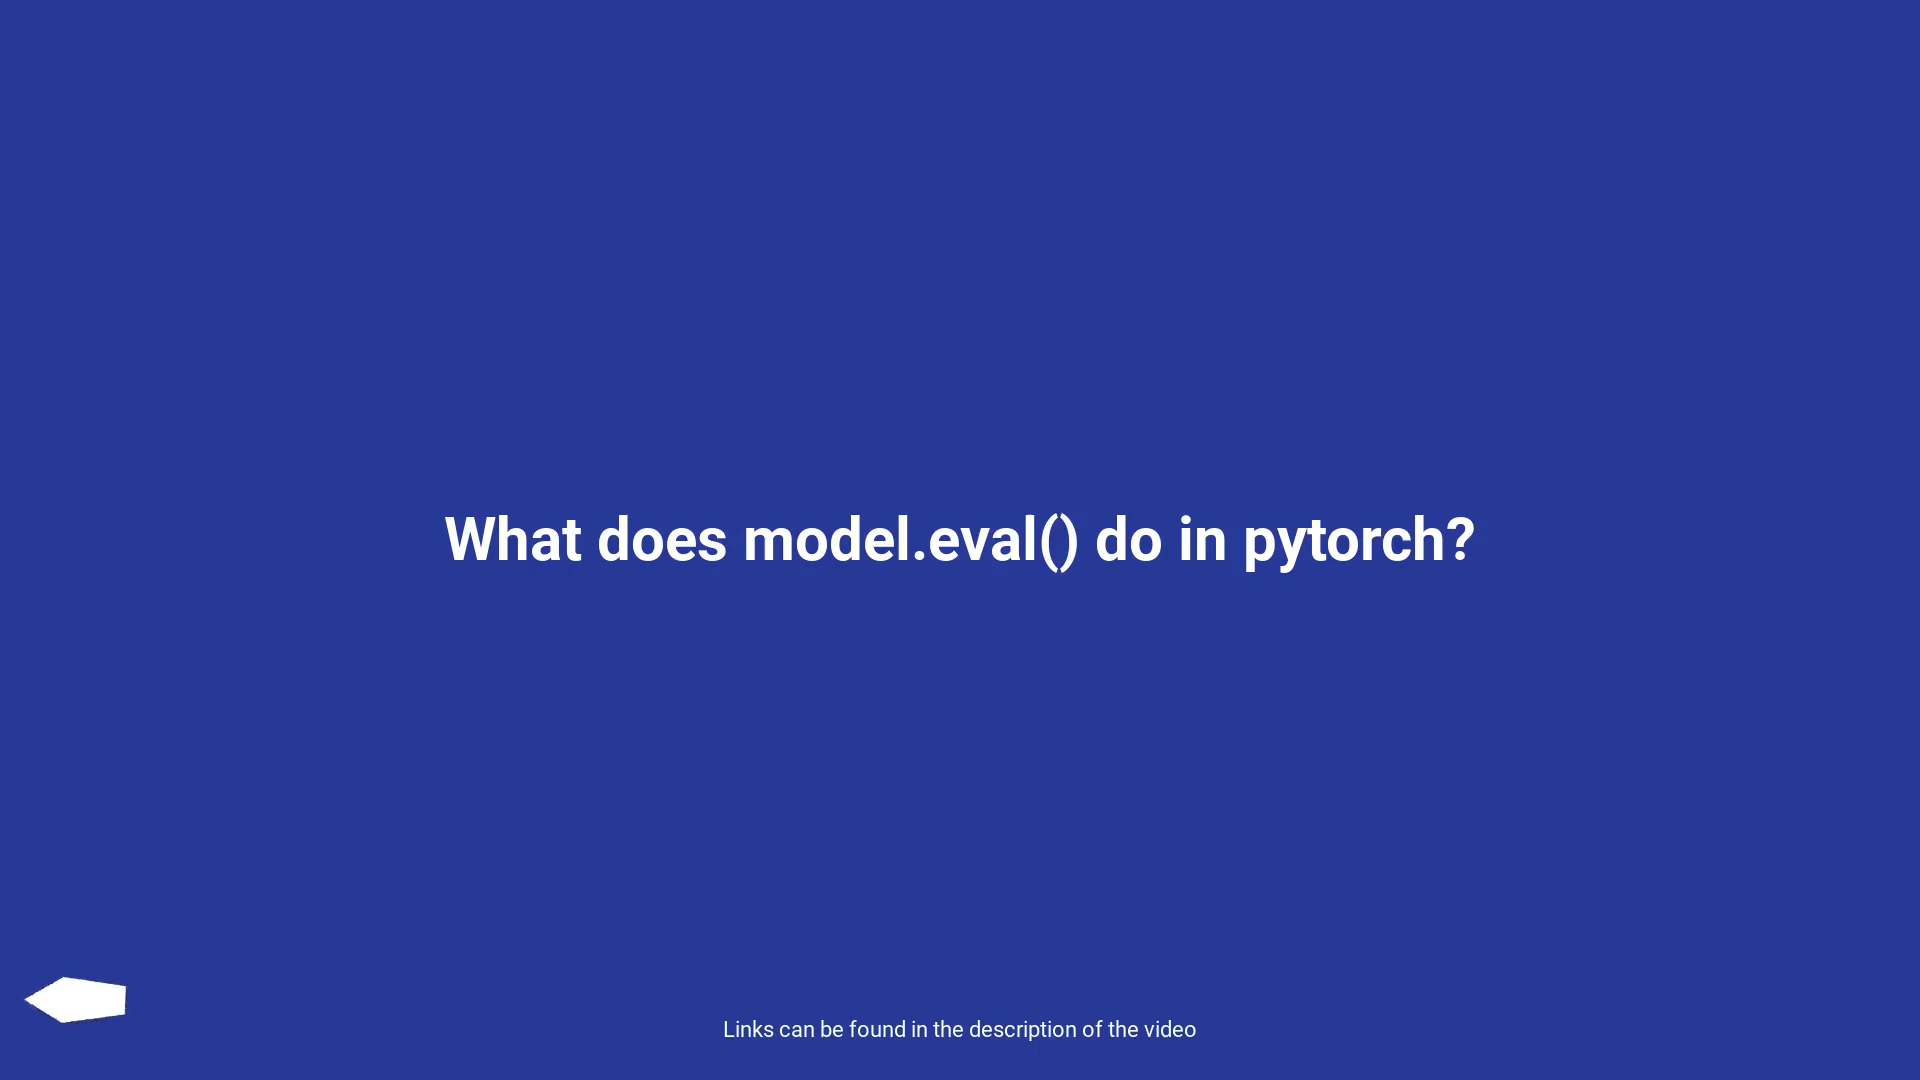 What does model.eval() do in pytorch?
Links can be found in the description of the video